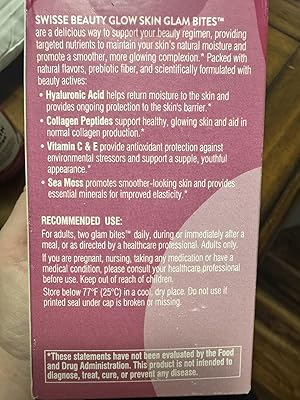 SWISSE BEAUTY GLOW SKIN GLAM BITES™
are a delicious way to support your beauty regimen, providing
targeted nutrients to maintain your skin's natural moisture and
promote a smoother, more glowing complexion.* Packed with
natural flavors, prebiotic fiber, and scientifically formulated with
beauty actives:
• Hyaluronic Acid helps return moisture to the skin and
provides ongoing protection to the skin's barrier.*
• Collagen Peptides support healthy, glowing skin and aid in
normal collagen production.*
• Vitamin C & E provide antioxidant protection against
environmental stressors and support a supple, youthful
appearance.*
• Sea Moss promotes smoother-looking skin and provides
essential minerals for improved elasticity.*
RECOMMENDED USE:
For adults, two glam bites™ daily, during or immediately after a
meal, or as directed by a healthcare professional. Adults only.
If you are pregnant, nursing, taking any medication or have a
medical condition, please consult your healthcare professional
before use. Keep out of reach of children.
Store below 77°F (25°C) in a cool, dry place. Do not use if
printed seal under cap is broken or missing.
*These statements have not been evaluated by the Food
and Drug Administration. This product is not intended to
diagnose, treat, cure, or prevent any disease.